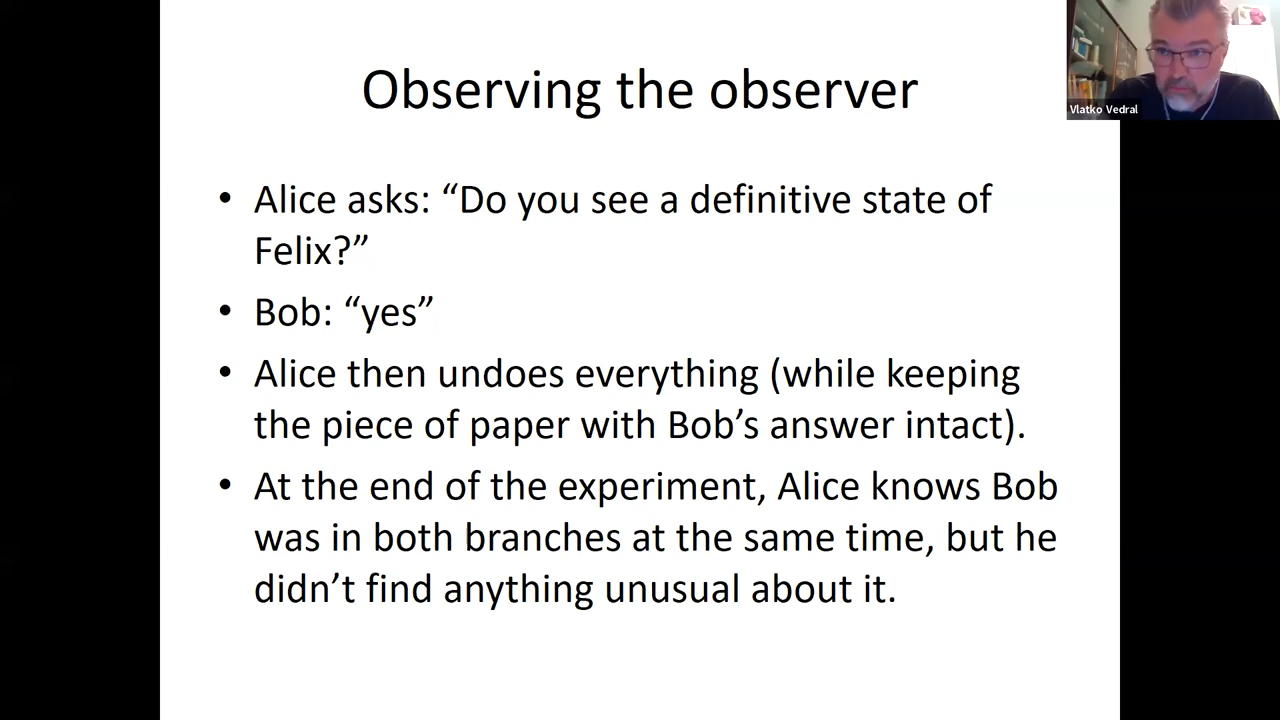 Observing the observer
Vlatko Vedral
• Alice asks: “Do you see a definitive state of
Felix?”
• Bob: “yes”
• Alice then undoes everything (while keeping
the piece of paper with Bob’s answer intact).
• At the end of the experiment, Alice knows Bob
was in both branches at the same time, but he
didn’t find anything unusual about it.